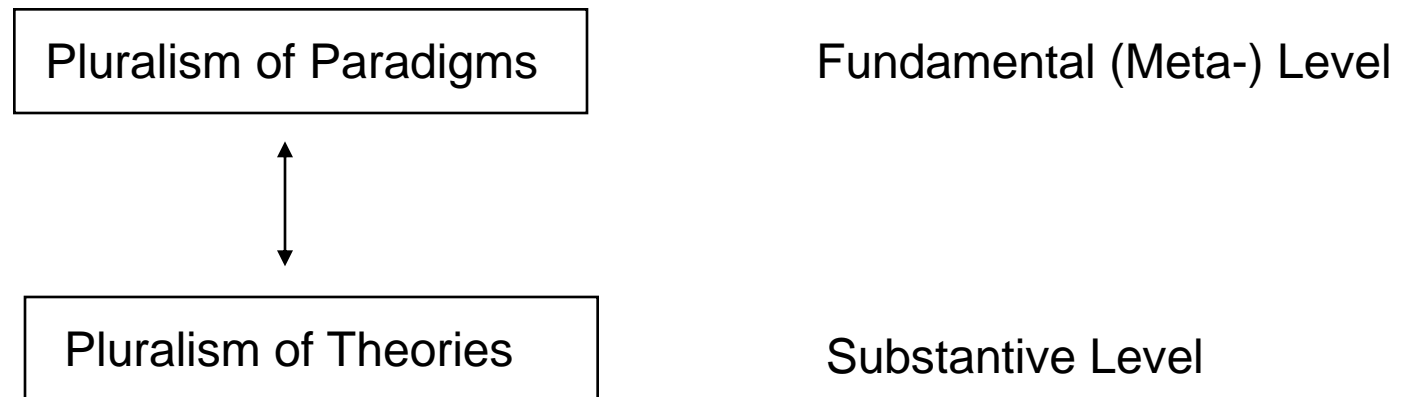 Pluralism of Paradigms Fundamental (Meta-) Level
Pluralism of Theories Substantive Level